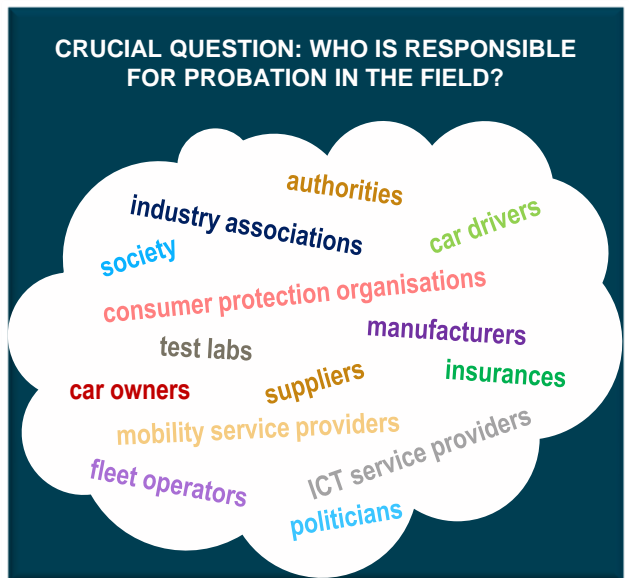 CRUCIAL QUESTION: WHO IS RESPONSIBLE
FOR PROBATION IN THE FIELD?
authorities
industry associations
car drivers
society
consumer protection organisations
manufacturers
test labs
insurances
suppliers
car owners
mobility service providers
ICT service providers
fleet operators
politicians